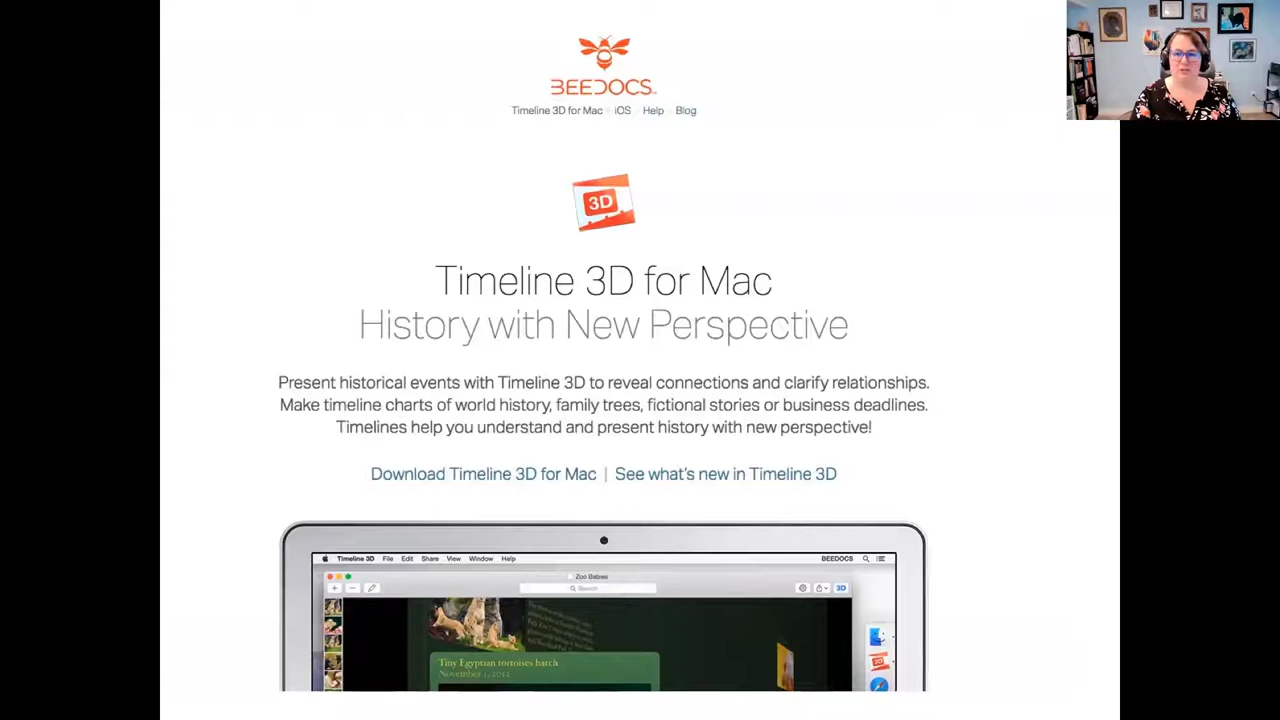 BEEDOCS
Timeline 3D for Mac iOS Help Blog
3D
Timeline 3D for Mac
History with New Perspective
Present historical events with Timeline 3D to reveal connections and clarify relationships.
Make timeline charts of world history, family trees, fictional stories or business deadlines.
Timelines help you understand and present history with new perspective!
Download Timeline 3D for Mac | See what's new in Timeline 3D
Timeline 3D File Edit Share View Window Help BEEDOCS
Zoo Babies
Search
3D
Tiny Egyptian tortoises hatch
3D